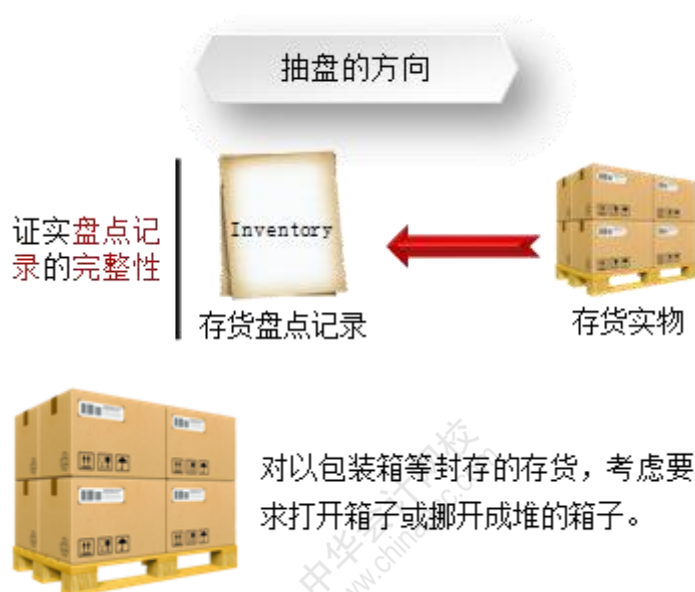 抽盘的方向
证实盘点记
录的完整性
Inventory
存货盘点记录
存货实物
对以包装箱等封存的存货，考虑要
求打开箱子或挪开成堆的箱子。